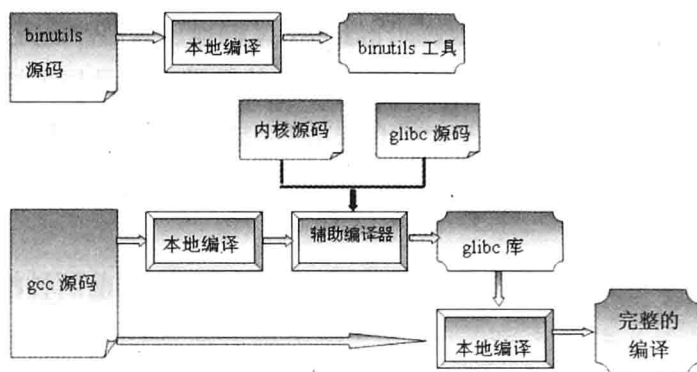 binutils
源码
本地编译
binutils 工具
内核源码
glibc 源码
gcc 源码
本地编译
辅助编译器
glibc 库
本地编译
完整的
编译